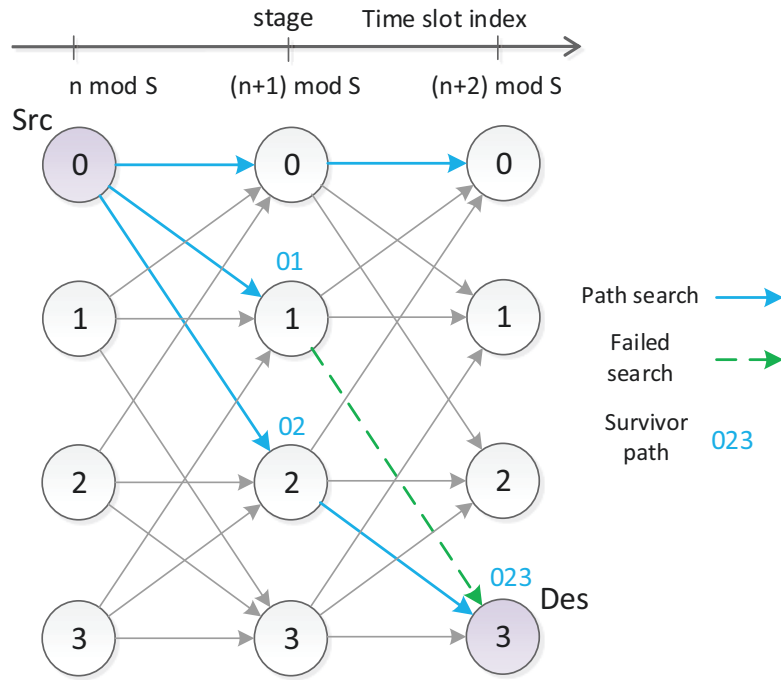 stage Time slot index
n mod S (n+1) mod S (n+2) mod S
Src
0 0 0
01
1 1 1
Path search
Failed
search
02
Survivor
path 023
2 2 2
023
Des
3 3 3